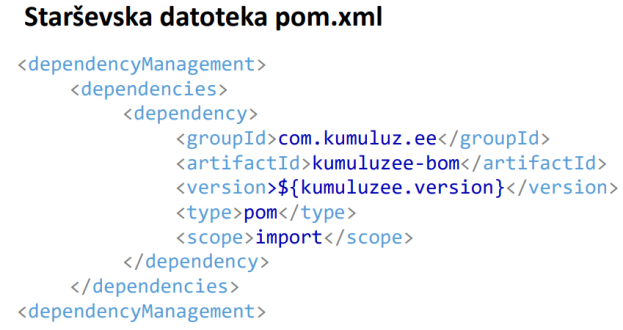 Starševska datoteka pom.xml
<dependencyManagement>
<dependencies>
<dependency>
<groupId>com.kumuluz.ee</groupId>
<artifactId>kumuluzee-bom</artifactId>
<version>${kumuluzee.version}</version>
<type>pom</type>
<scope>import</scope>
</dependency>
</dependencies>
<dependencyManagement>